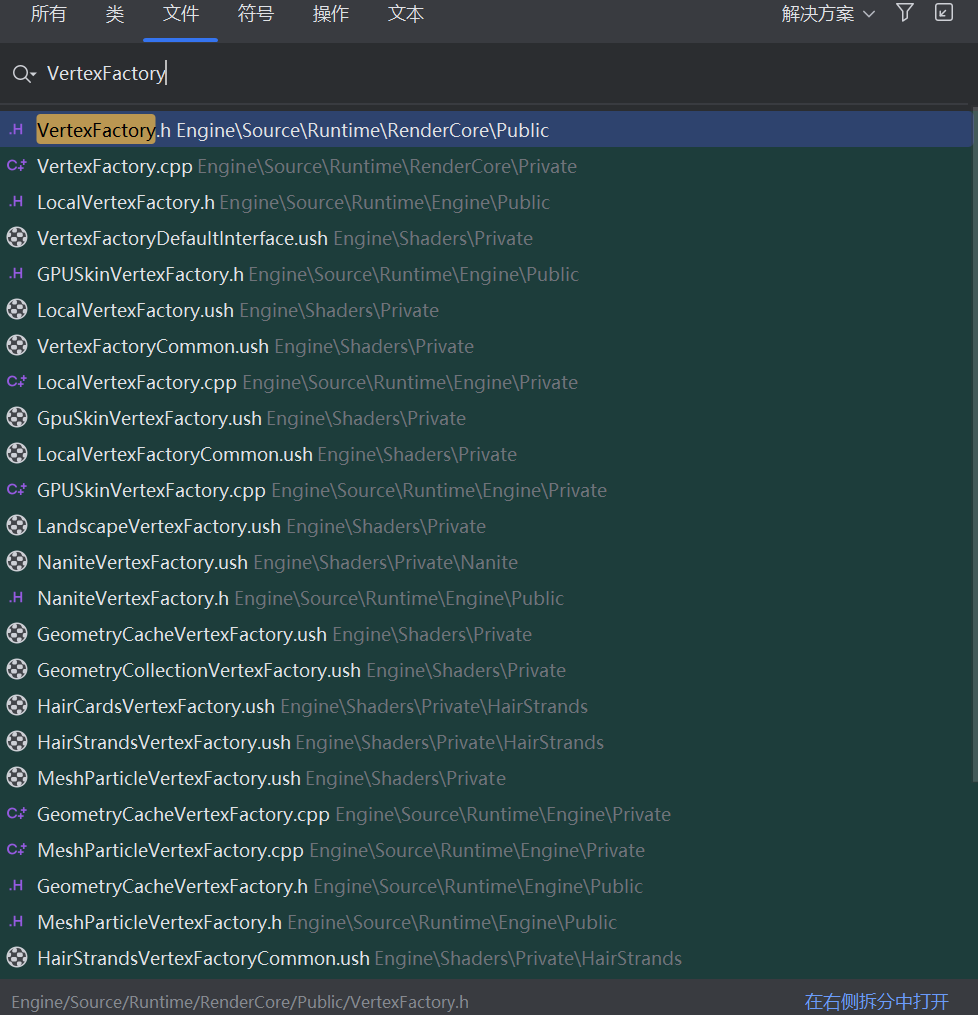 所有 类 文件 符号 操作 文本 解决方案
VertexFactory
.H VertexFactory.h Engine\Source\Runtime\RenderCore\Public
C++ VertexFactory.cpp Engine\Source\Runtime\RenderCore\Private
.H LocalVertexFactory.h Engine\Source\Runtime\Engine\Public
VertexFactoryDefaultInterface.ush Engine\Shaders\Private
.H GPUSkinVertexFactory.h Engine\Source\Runtime\Engine\Public
LocalVertexFactory.ush Engine\Shaders\Private
VertexFactoryCommon.ush Engine\Shaders\Private
C++ LocalVertexFactory.cpp Engine\Source\Runtime\Engine\Private
GpuSkinVertexFactory.ush Engine\Shaders\Private
LocalVertexFactoryCommon.ush Engine\Shaders\Private
C++ GPUSkinVertexFactory.cpp Engine\Source\Runtime\Engine\Private
LandscapeVertexFactory.ush Engine\Shaders\Private
NaniteVertexFactory.ush Engine\Shaders\Private\Nanite
.H NaniteVertexFactory.h Engine\Source\Runtime\Engine\Public
GeometryCacheVertexFactory.ush Engine\Shaders\Private
GeometryCollectionVertexFactory.ush Engine\Shaders\Private
HairCardsVertexFactory.ush Engine\Shaders\Private\HairStrands
HairStrandsVertexFactory.ush Engine\Shaders\Private\HairStrands
MeshParticleVertexFactory.ush Engine\Shaders\Private
C++ GeometryCacheVertexFactory.cpp Engine\Source\Runtime\Engine\Private
C++ MeshParticleVertexFactory.cpp Engine\Source\Runtime\Engine\Private
.H GeometryCacheVertexFactory.h Engine\Source\Runtime\Engine\Public
.H MeshParticleVertexFactory.h Engine\Source\Runtime\Engine\Public
HairStrandsVertexFactoryCommon.ush Engine\Shaders\Private\HairStrands
Engine/Source/Runtime/RenderCore/Public/VertexFactory.h 在右侧拆分中打开